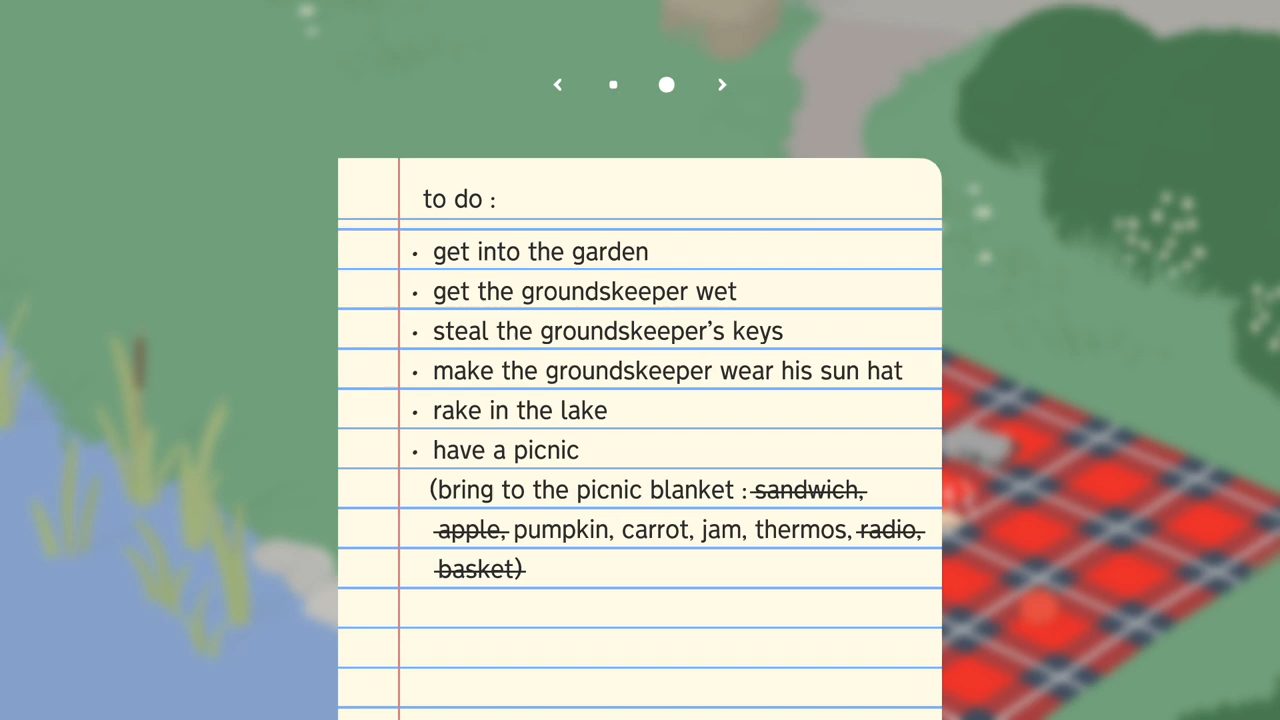 to do :
· get into the garden
· get the groundskeeper wet
· steal the groundskeeper’s keys
· make the groundskeeper wear his sun hat
· rake in the lake
· have a picnic
(bring to the picnic blanket : sandwich,
apple, pumpkin, carrot, jam, thermos, radio,
basket)